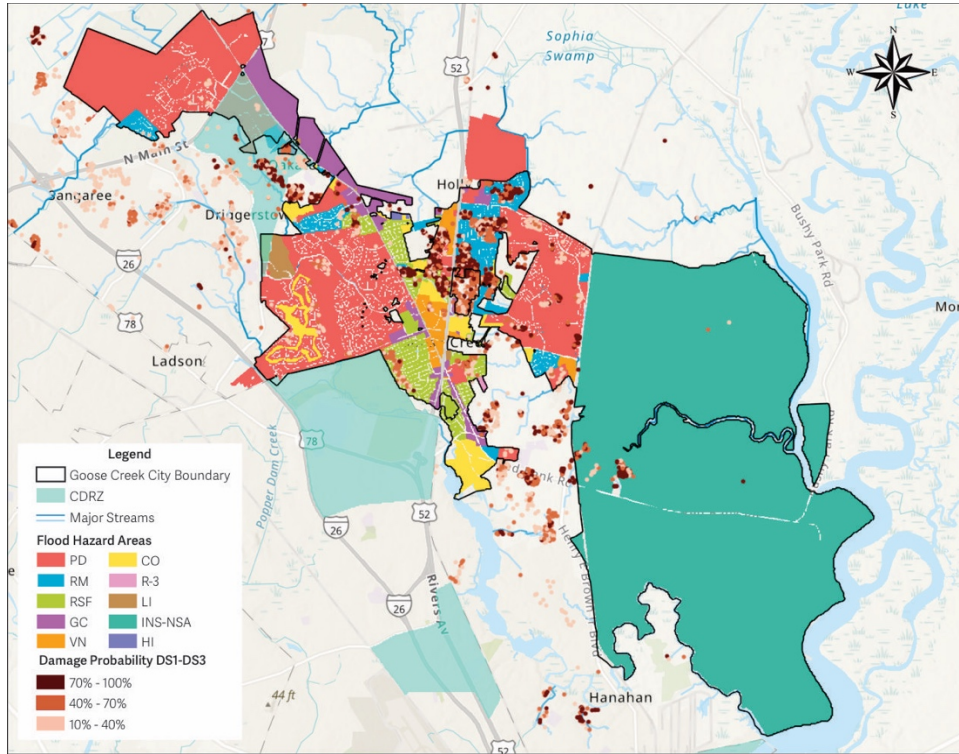 Lake
Sophia
Swamp
7
52
N
W
E
S
N Main St
Sangaree
Holl
Dringerstow
Bushy Park Rd
26
78
Mo
Ladson
Cree
Legend
Goose Creek City Boundary
CDRZ
Major Streams
Flood Hazard Areas
PD
CO
RM
R-3
RSF
LI
GC
INS-NSA
VN
HI
Damage Probability DS1-DS3
70% - 100%
40% - 70%
10% - 40%
78
Popper Dam Creek
26
52
Rivers Av
26
Henry E Brown Jr Blvd
44 ft
Hanahan
52